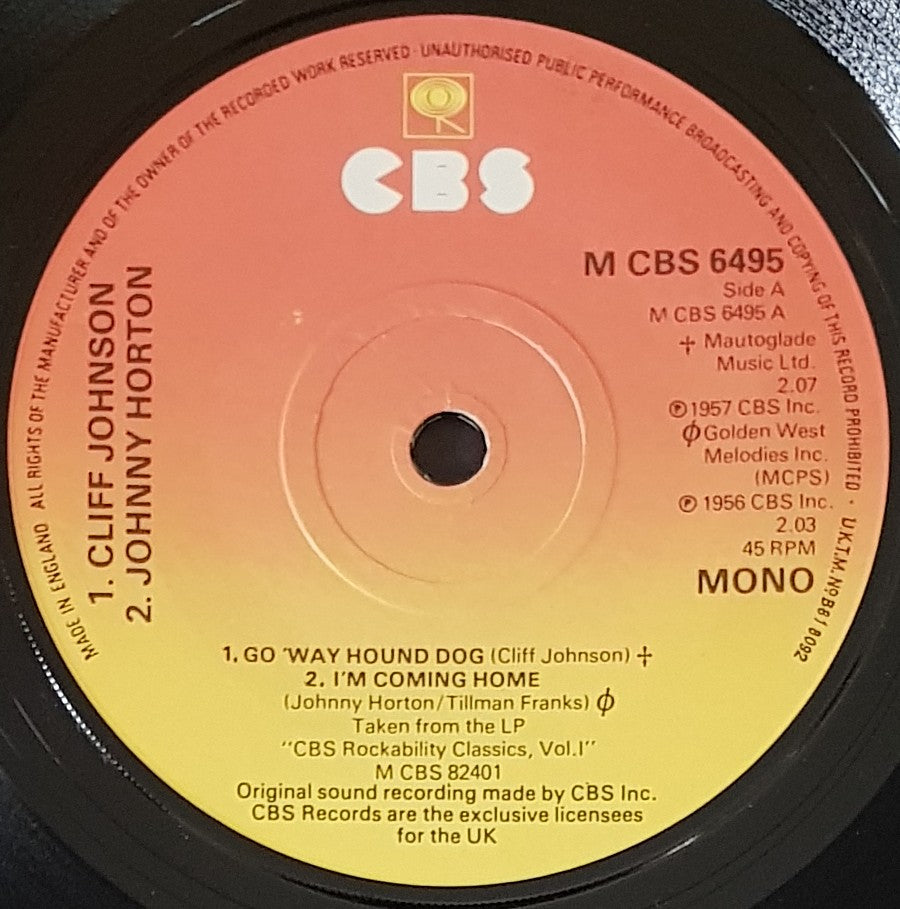 ALL RIGHTS OF THE MANUFACTURER AND OF THE OWNER OF THE RECORDED WORK RESERVED · UNAUTHORISED PUBLIC PERFORMANCE BROADCASTING AND COPYING OF THIS RECORD PROHIBITED · U.K.T.M. Nº B618092
MADE IN ENGLAND
CBS
1. CLIFF JOHNSON
2. JOHNNY HORTON
M CBS 6495
Side A
M CBS 6495 A
☩ Mautoglade
Music Ltd.
2.07
℗ 1957 CBS Inc.
ϕ Golden West
Melodies Inc.
(MCPS)
℗ 1956 CBS Inc.
2.03
45 RPM
MONO
1. GO 'WAY HOUND DOG (Cliff Johnson) ☩
2. I'M COMING HOME
(Johnny Horton/Tillman Franks) ϕ
Taken from the LP
"CBS Rockability Classics, Vol.I"
M CBS 82401
Original sound recording made by CBS Inc.
CBS Records are the exclusive licensees
for the UK